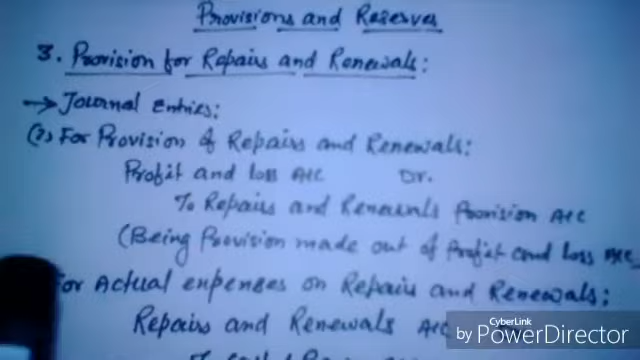 Provisions and Reserves
3. Provision for Repairs and Renewals:
→ Journal Entries:
For Provision of Repairs and Renewals:
Profit and loss A/C Dr.
To Repairs and Renewals Provision A/C
(Being Provision made out of Profit and loss A/C
For Actual expenses on Repairs and Renewals:
Repairs and Renewals A/C
CyberLink
by PowerDirector